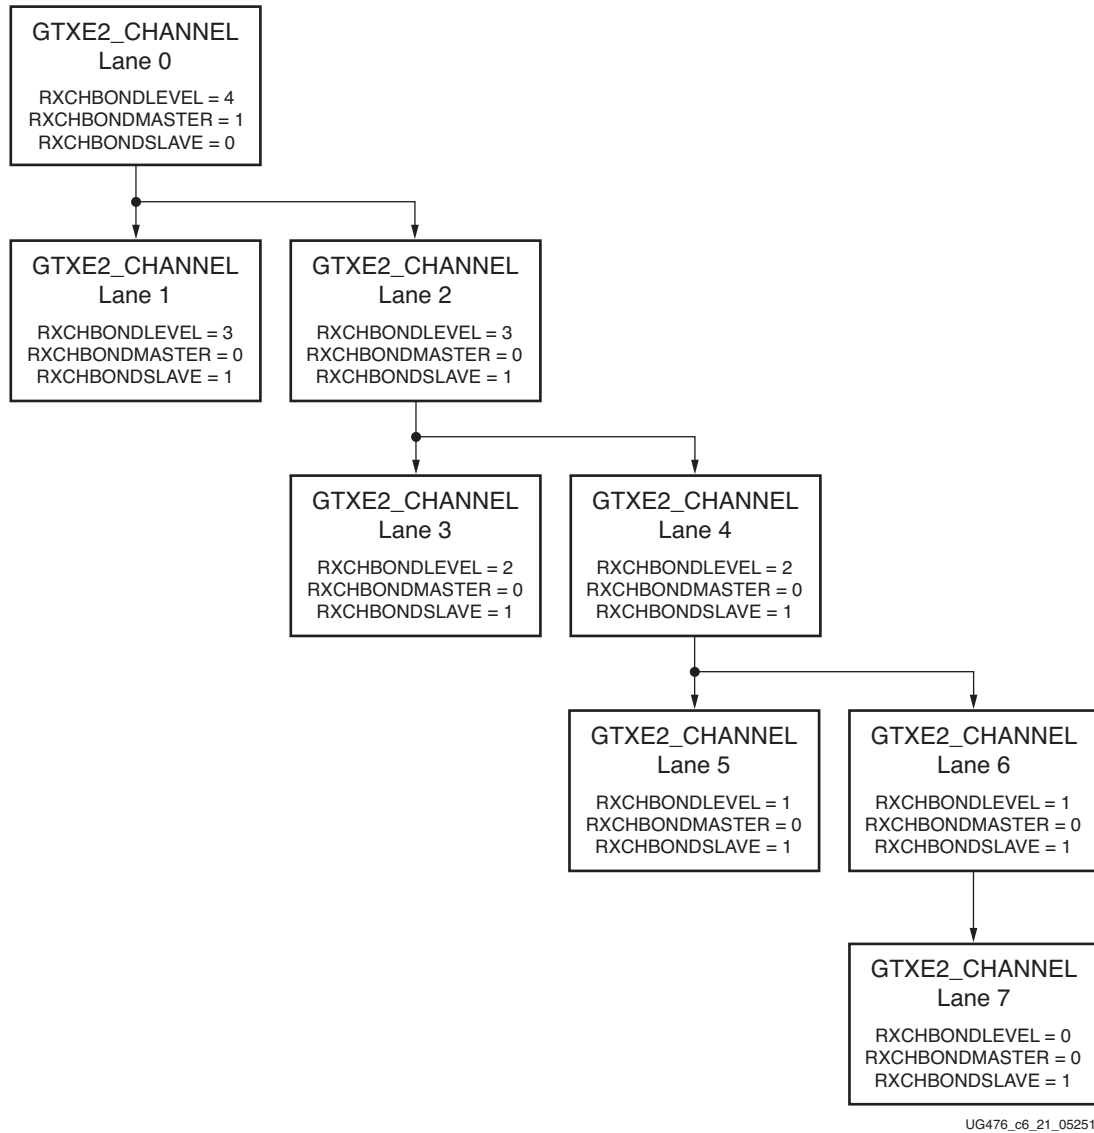 GTXE2_CHANNEL
Lane 0
RXCHBONDLEVEL = 4
RXCHBONDMASTER = 1
RXCHBONDSLAVE = 0
GTXE2_CHANNEL
Lane 1
RXCHBONDLEVEL = 3
RXCHBONDMASTER = 0
RXCHBONDSLAVE = 1
GTXE2_CHANNEL
Lane 2
RXCHBONDLEVEL = 3
RXCHBONDMASTER = 0
RXCHBONDSLAVE = 1
GTXE2_CHANNEL
Lane 3
RXCHBONDLEVEL = 2
RXCHBONDMASTER = 0
RXCHBONDSLAVE = 1
GTXE2_CHANNEL
Lane 4
RXCHBONDLEVEL = 2
RXCHBONDMASTER = 0
RXCHBONDSLAVE = 1
GTXE2_CHANNEL
Lane 5
RXCHBONDLEVEL = 1
RXCHBONDMASTER = 0
RXCHBONDSLAVE = 1
GTXE2_CHANNEL
Lane 6
RXCHBONDLEVEL = 1
RXCHBONDMASTER = 0
RXCHBONDSLAVE = 1
GTXE2_CHANNEL
Lane 7
RXCHBONDLEVEL = 0
RXCHBONDMASTER = 0
RXCHBONDSLAVE = 1
UG476_c6_21_05251